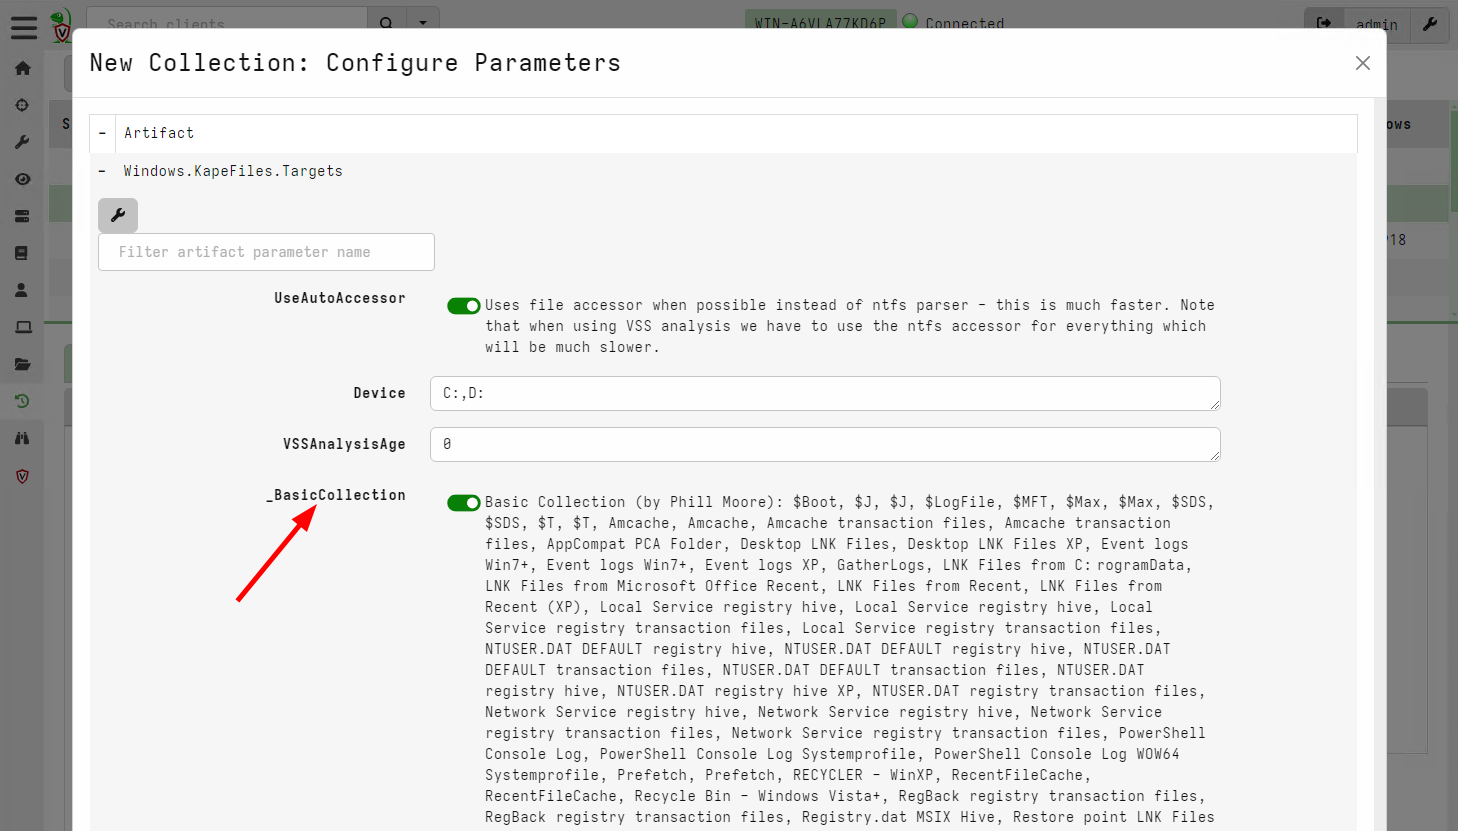 Search clients
WIN-A6VLA77KD6P Connected
admin
New Collection: Configure Parameters
S
ows
- Artifact
- Windows.KapeFiles.Targets
Filter artifact parameter name
918
UseAutoAccessor
Uses file accessor when possible instead of ntfs parser - this is much faster. Note
that when using VSS analysis we have to use the ntfs accessor for everything which
will be much slower.
Device
C:,D:
VSSAnalysisAge
0
_BasicCollection
Basic Collection (by Phill Moore): $Boot, $J, $J, $LogFile, $MFT, $Max, $Max, $SDS,
$SDS, $T, $T, Amcache, Amcache, Amcache transaction files, Amcache transaction
files, AppCompat PCA Folder, Desktop LNK Files, Desktop LNK Files XP, Event logs
Win7+, Event logs Win7+, Event logs XP, GatherLogs, LNK Files from C: rogramData,
LNK Files from Microsoft Office Recent, LNK Files from Recent, LNK Files from
Recent (XP), Local Service registry hive, Local Service registry hive, Local
Service registry transaction files, Local Service registry transaction files,
NTUSER.DAT DEFAULT registry hive, NTUSER.DAT DEFAULT registry hive, NTUSER.DAT
DEFAULT transaction files, NTUSER.DAT DEFAULT transaction files, NTUSER.DAT
registry hive, NTUSER.DAT registry hive XP, NTUSER.DAT registry transaction files,
Network Service registry hive, Network Service registry hive, Network Service
registry transaction files, Network Service registry transaction files, PowerShell
Console Log, PowerShell Console Log Systemprofile, PowerShell Console Log WOW64
Systemprofile, Prefetch, Prefetch, RECYCLER - WinXP, RecentFileCache,
RecentFileCache, Recycle Bin - Windows Vista+, RegBack registry transaction files,
RegBack registry transaction files, Registry.dat MSIX Hive, Restore point LNK Files